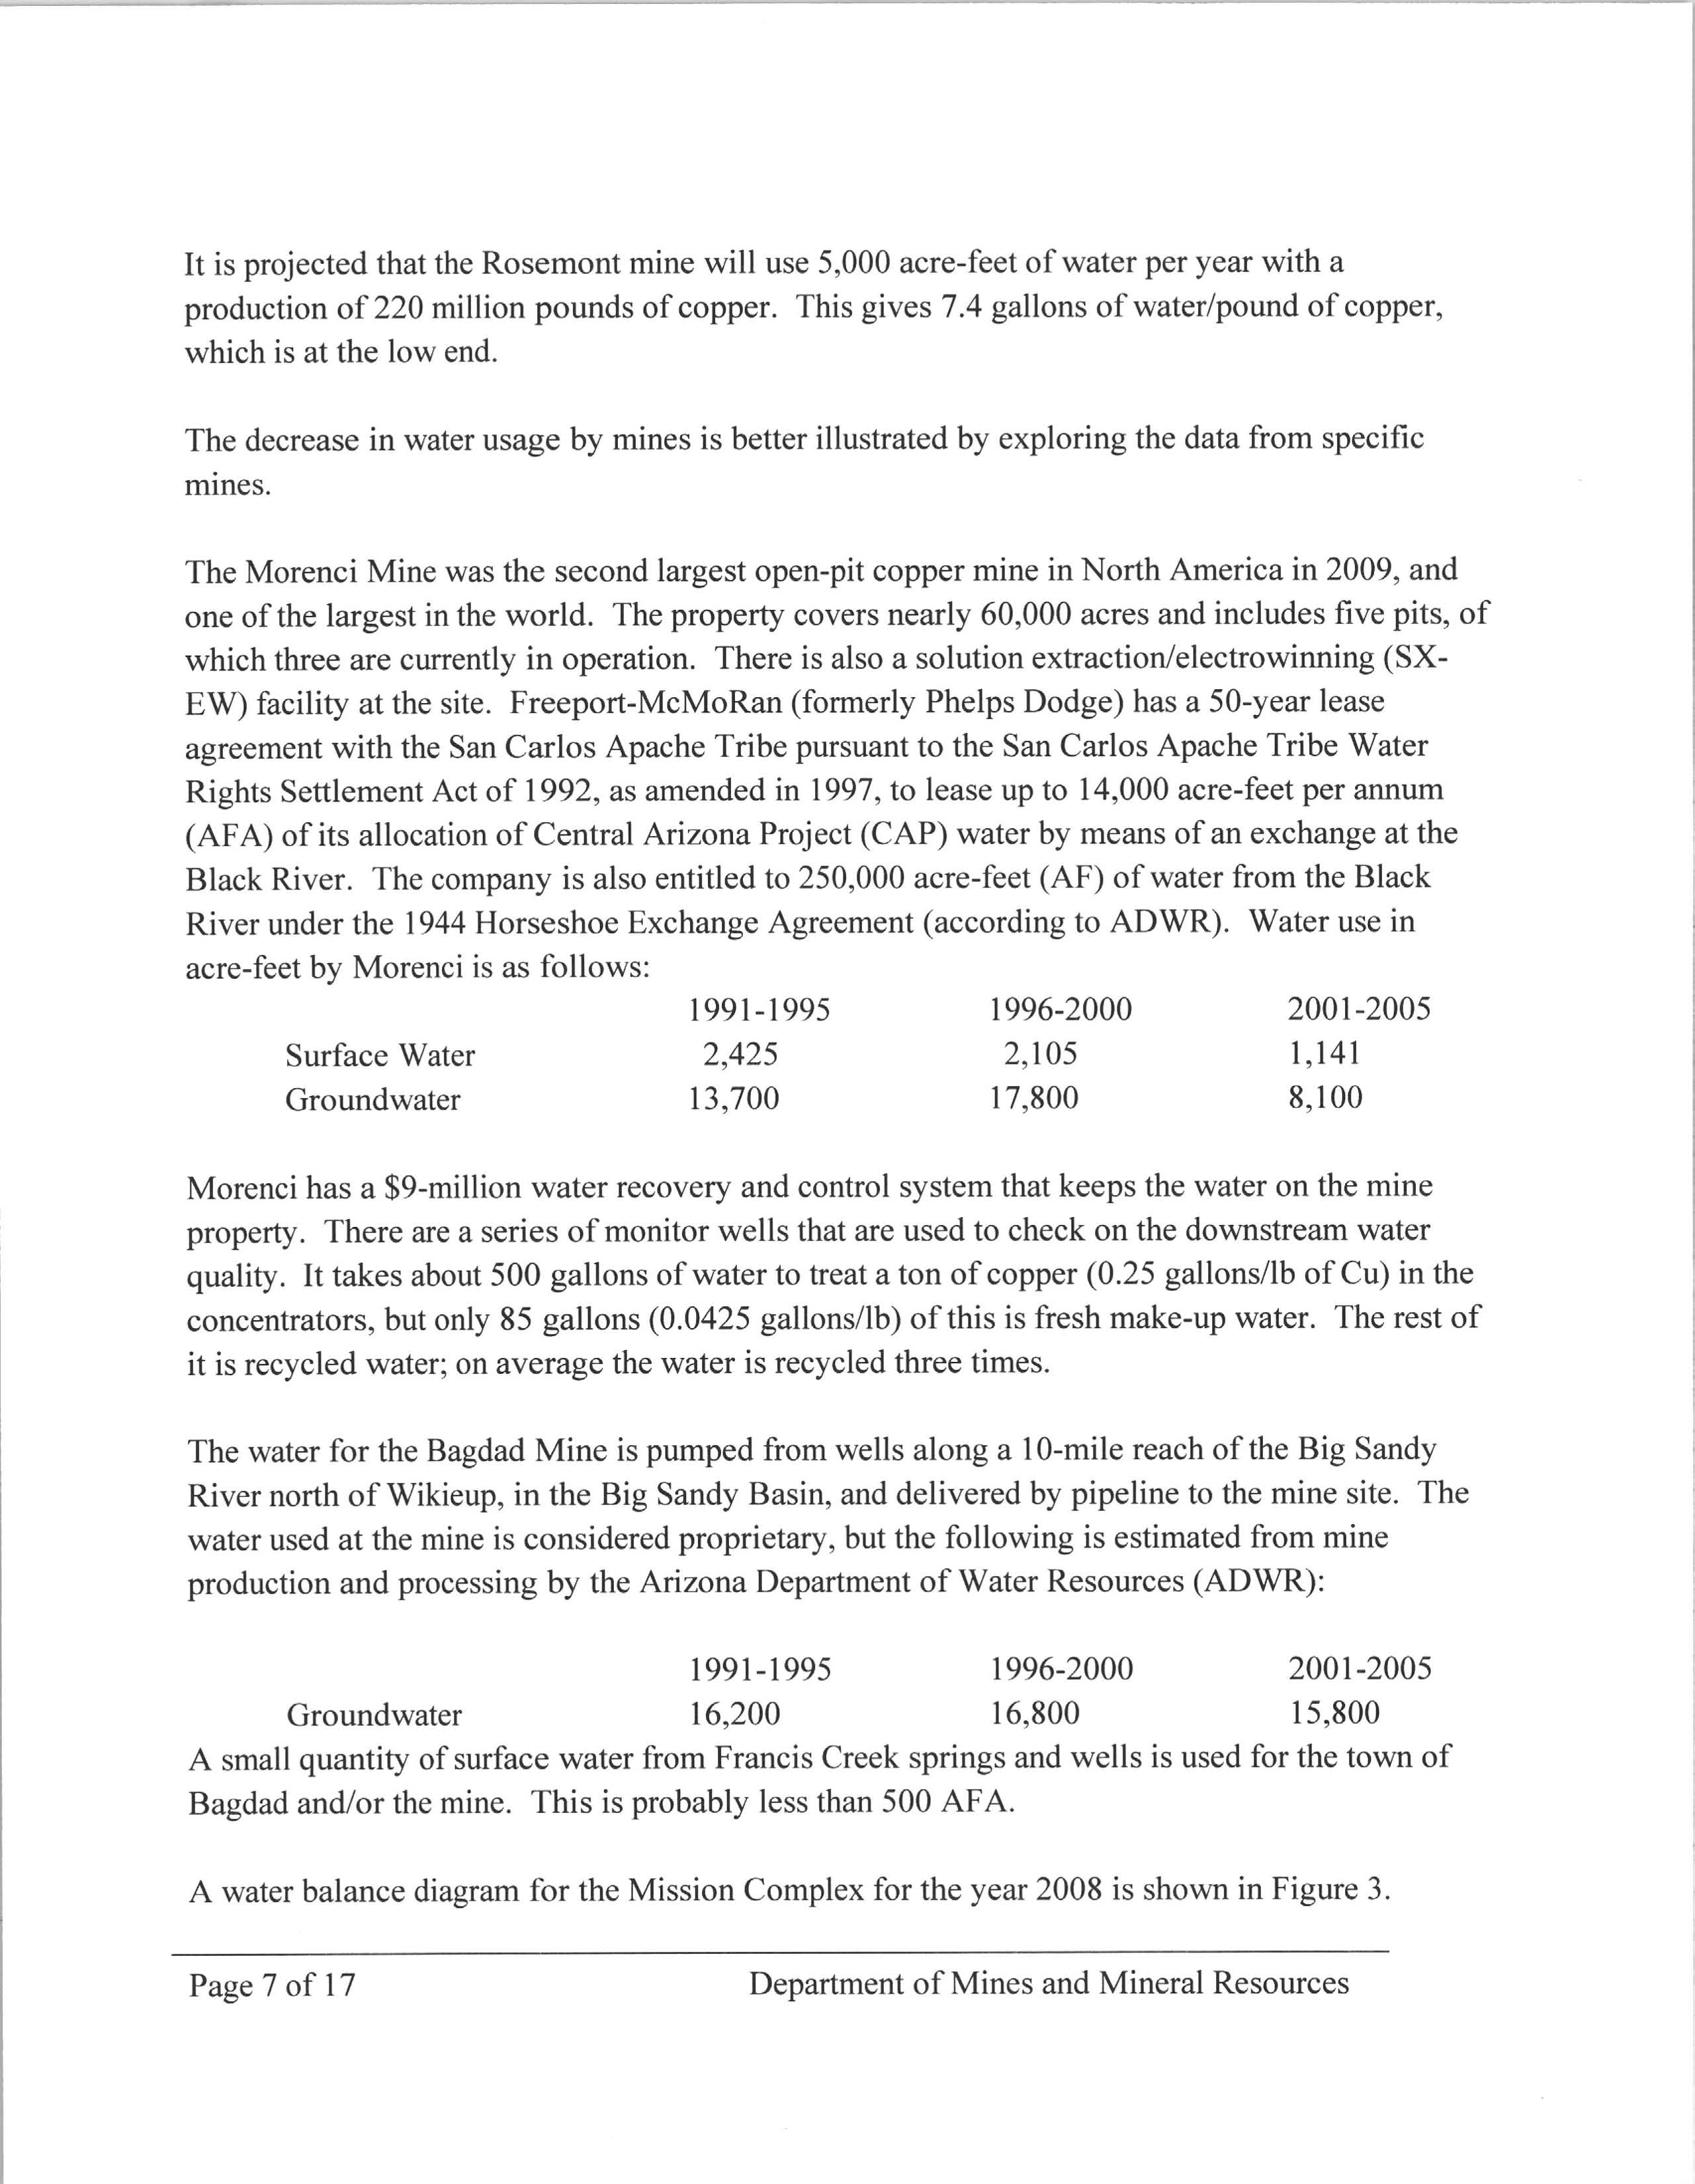 It is projected that the Rosemont mine will use 5,000 acre-feet of water per year with a
production of 220 million pounds of copper. This gives 7.4 gallons of water/pound of copper,
which is at the low end.
The decrease in water usage by mines is better illustrated by exploring the data from specific
mines.
The Morenci Mine was the second largest open-pit copper mine in North America in 2009, and
one of the largest in the world. The property covers nearly 60,000 acres and includes five pits, of
which three are currently in operation. There is also a solution extraction/electrowinning (SX-
EW) facility at the site. Freeport-McMoRan (formerly Phelps Dodge) has a 50-year lease
agreement with the San Carlos Apache Tribe pursuant to the San Carlos Apache Tribe Water
Rights Settlement Act of 1992, as amended in 1997, to lease up to 14,000 acre-feet per annum
(AFA) of its allocation of Central Arizona Project (CAP) water by means of an exchange at the
Black River. The company is also entitled to 250,000 acre-feet (AF) of water from the Black
River under the 1944 Horseshoe Exchange Agreement (according to ADWR). Water use in
acre-feet by Morenci is as follows:
1991-1995 1996-2000 2001-2005
Surface Water 2,425 2,105 1,141
Groundwater 13,700 17,800 8,100
Morenci has a $9-million water recovery and control system that keeps the water on the mine
property. There are a series of monitor wells that are used to check on the downstream water
quality. It takes about 500 gallons of water to treat a ton of copper (0.25 gallons/lb of Cu) in the
concentrators, but only 85 gallons (0.0425 gallons/lb) of this is fresh make-up water. The rest of
it is recycled water; on average the water is recycled three times.
The water for the Bagdad Mine is pumped from wells along a 10-mile reach of the Big Sandy
River north of Wikieup, in the Big Sandy Basin, and delivered by pipeline to the mine site. The
water used at the mine is considered proprietary, but the following is estimated from mine
production and processing by the Arizona Department of Water Resources (ADWR):
1991-1995 1996-2000 2001-2005
Groundwater 16,200 16,800 15,800
A small quantity of surface water from Francis Creek springs and wells is used for the town of
Bagdad and/or the mine. This is probably less than 500 AFA.
A water balance diagram for the Mission Complex for the year 2008 is shown in Figure 3.
Page 7 of 17 Department of Mines and Mineral Resources